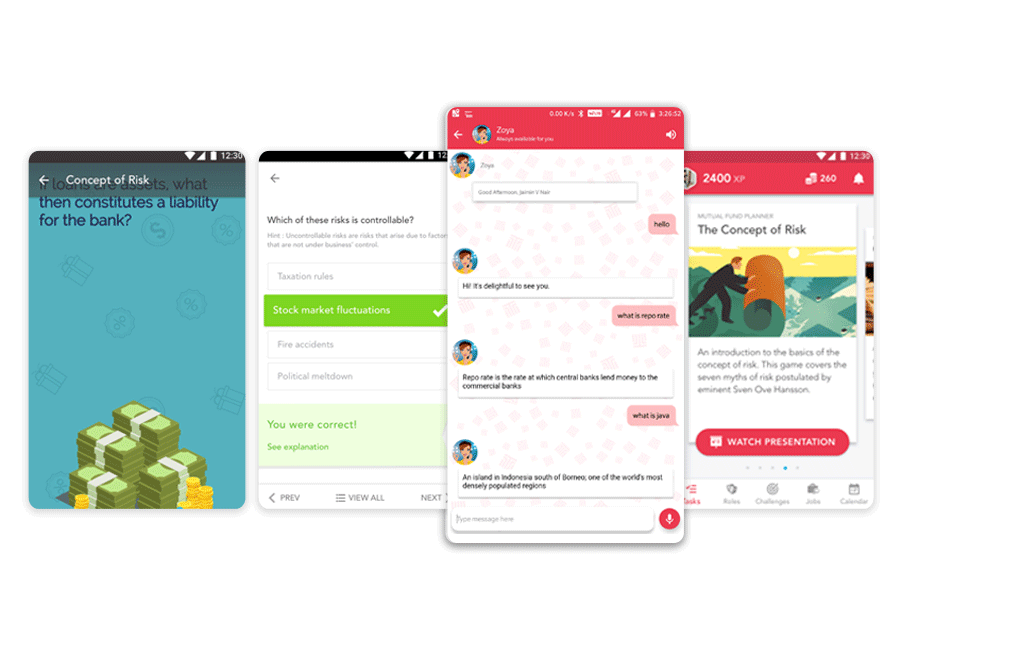 12:30
Concept of Risk
If loans are assets, what
then constitutes a liability
for the bank?
12:
Which of these risks is controllable?
Hint : Uncontrollable risks are risks that arise due to factor
that are not under business' control.
Taxation rules
Stock market fluctuations
Fire accidents
Political meltdown
You were correct!
See explanation
PREV
VIEW ALL
NEXT
0.00 K/s
63%
3:26:52
Zoya
Always available for you
Zoya
Good Afternoon, Jaimin V Nair
hello
Hi! It's delightful to see you.
what is repo rate
Repo rate is the rate at which central banks lend money to the
commercial banks
what is java
An island in Indonesia south of Borneo; one of the world's most
densely populated regions
Type message here
12:30
2400 XP
260
MUTUAL FUND PLANNER
The Concept of Risk
An introduction to the basics of the
concept of risk. This game covers the
seven myths of risk postulated by
eminent Sven Ove Hansson.
WATCH PRESENTATION
Tasks
Roles
Challenges
Jobs
Calendar